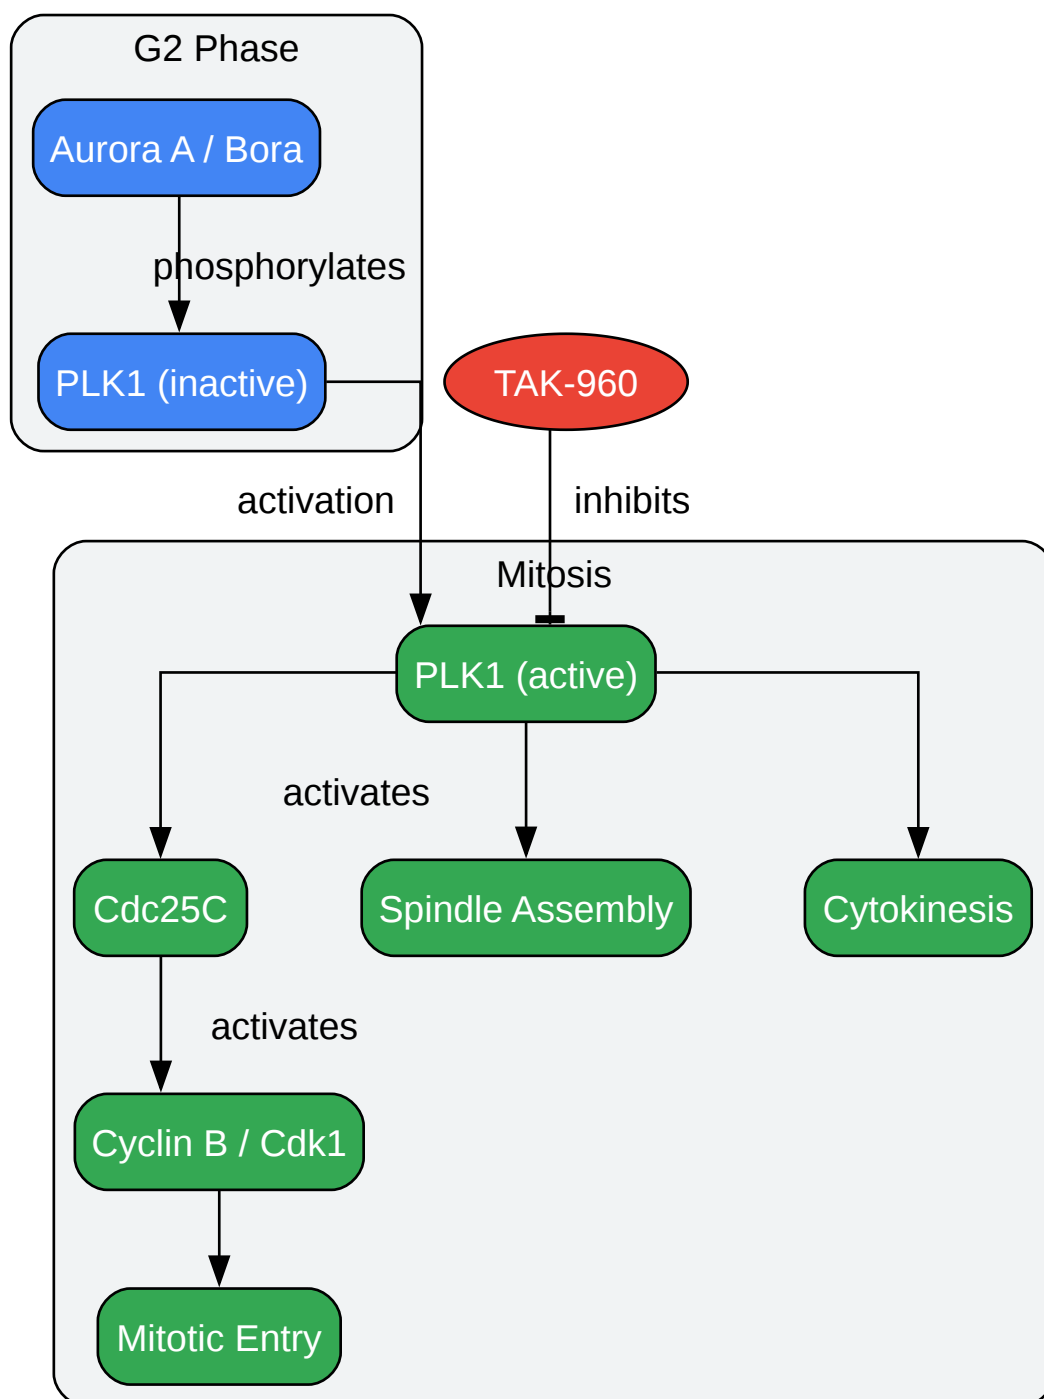 G2 Phase
Aurora A / Bora
phosphorylates
PLK1 (inactive)
TAK-960
activation
inhibits
Mitosis
PLK1 (active)
activates
Cdc25C
Spindle Assembly
Cytokinesis
activates
Cyclin B / Cdk1
Mitotic Entry